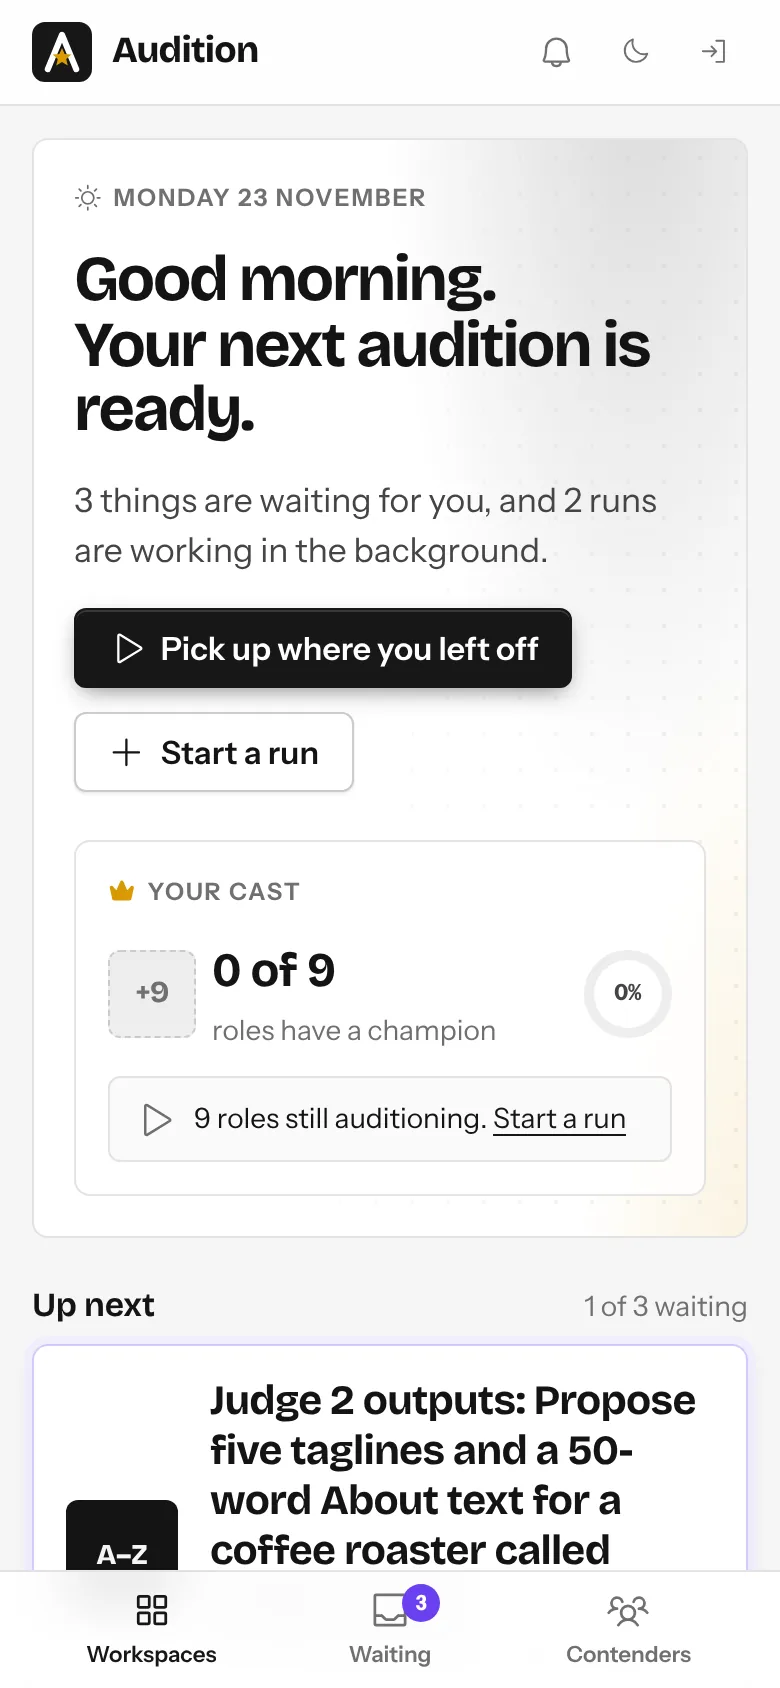 Audition
MONDAY 23 NOVEMBER
Good morning.
Your next audition is
ready.
3 things are waiting for you, and 2 runs
are working in the background.
Pick up where you left off
Start a run
YOUR CAST
+9
0 of 9
roles have a champion
0%
9 roles still auditioning. Start a run
Up next
1 of 3 waiting
Judge 2 outputs: Propose
five taglines and a 50-
word About text for a
coffee roaster called
A–Z
3
Workspaces
Waiting
Contenders